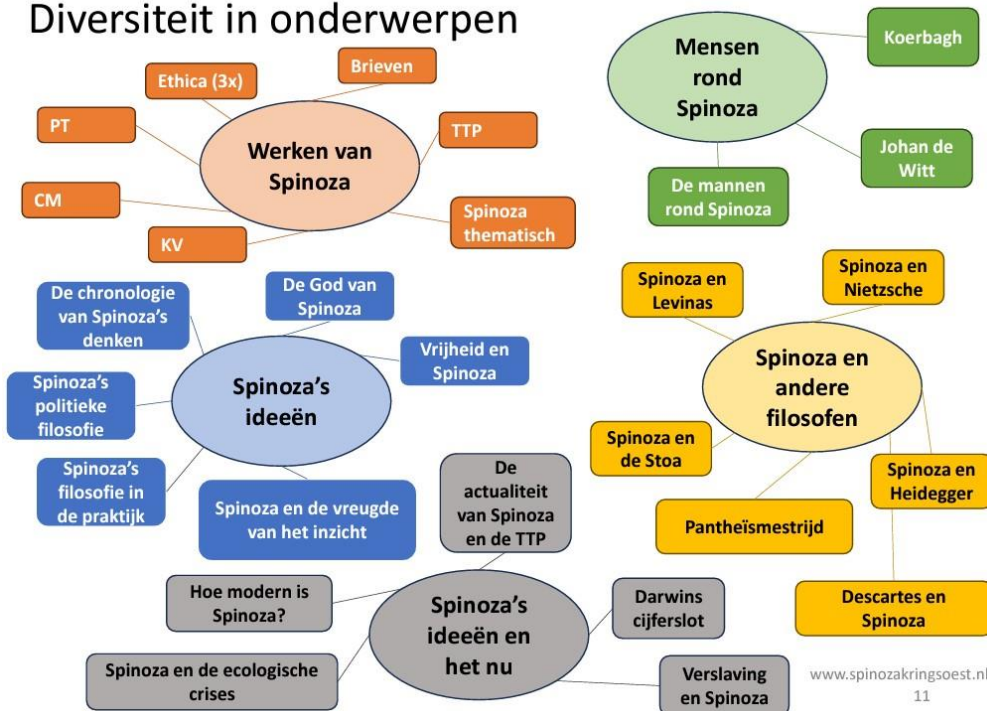 Diversiteit in onderwerpen
Ethica (3x)
Brieven
PT
TTP
Werken van
Spinoza
CM
KV
Spinoza
thematisch
Mensen
rond
Spinoza
Koerbagh
Johan de
Witt
De mannen
rond Spinoza
De chronologie
van Spinoza’s
denken
De God van
Spinoza
Vrijheid en
Spinoza
Spinoza’s
ideeën
Spinoza’s
politieke
filosofie
Spinoza’s
filosofie in
de praktijk
Spinoza en de vreugde
van het inzicht
Spinoza en
Levinas
Spinoza en
Nietzsche
Spinoza en
andere
filosofen
Spinoza en
de Stoa
Spinoza en
Heidegger
Pantheïsmestrijd
Descartes en
Spinoza
De
actualiteit
van Spinoza
en de TTP
Hoe modern is
Spinoza?
Spinoza’s
ideeën en
het nu
Darwins
cijferslot
Spinoza en de ecologische
crises
Verslaving
en Spinoza
www.spinozakringsoest.nl
11